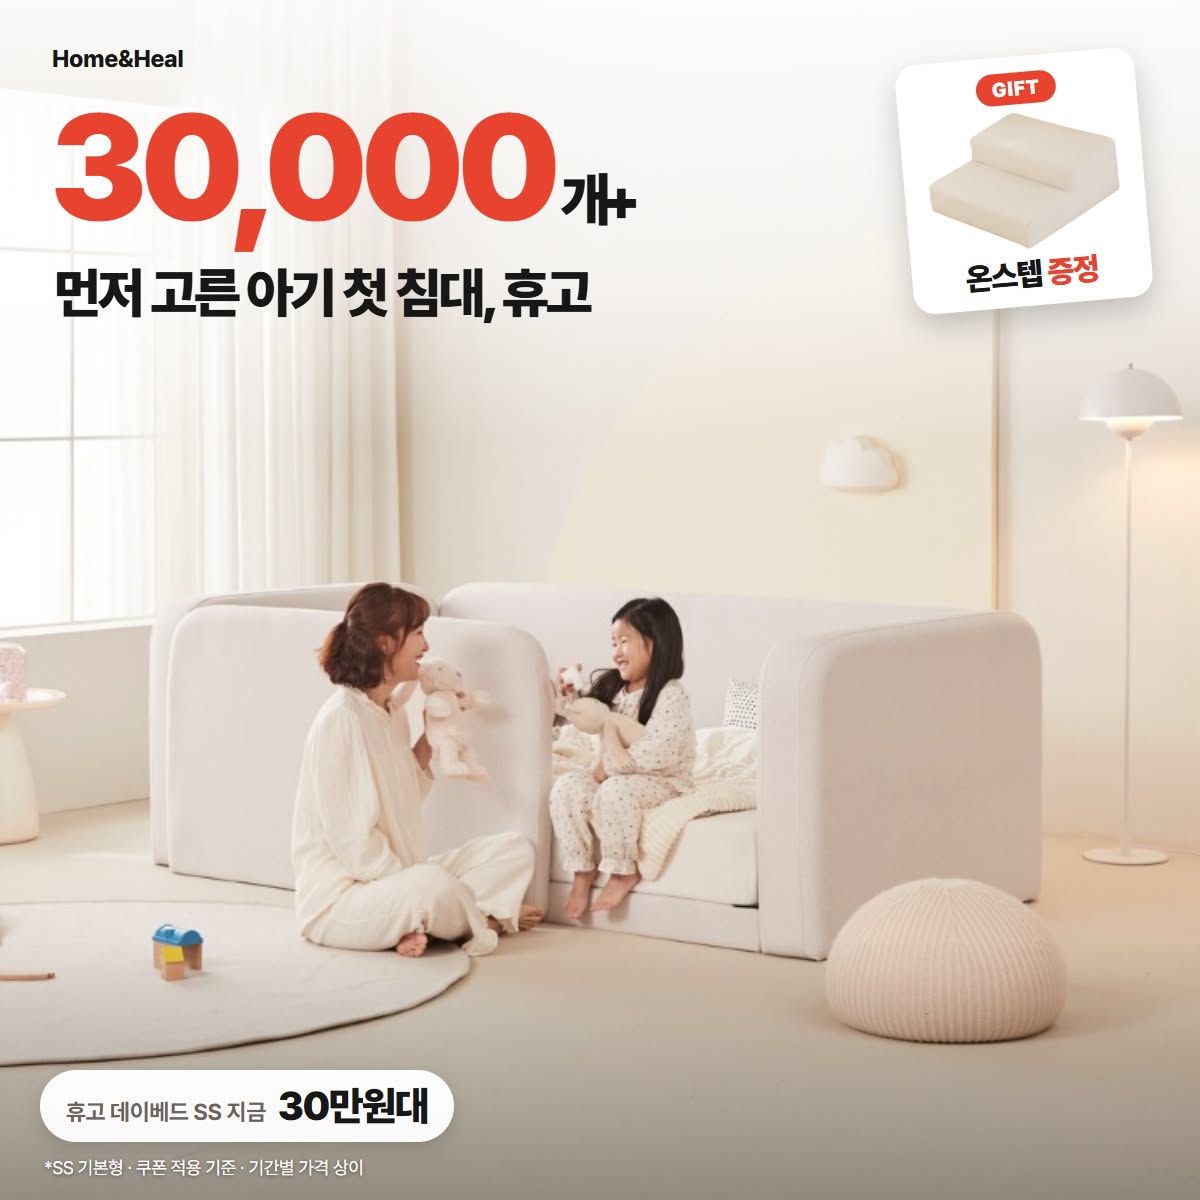 Home&Heal
30,000개+
먼저 고른 아기 첫 침대, 휴고
GIFT
온스텝 증정
휴고 데이베드 SS 지금 30만원대
*SS 기본형 · 쿠폰 적용 기준 · 기간별 가격 상이